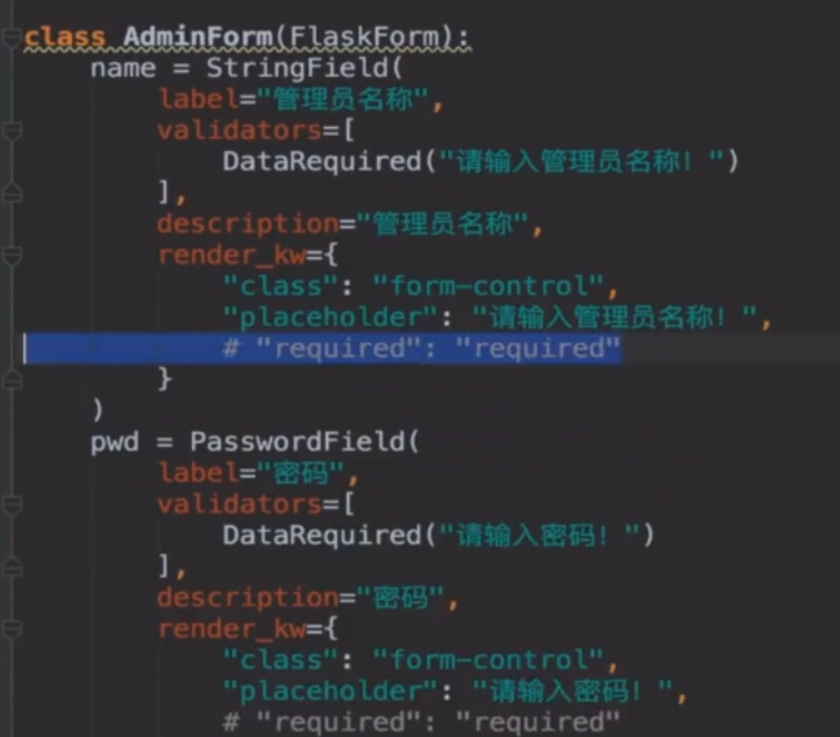 class AdminForm(FlaskForm):
    name = StringField(
        label="管理员名称",
        validators=[
            DataRequired("请输入管理员名称！")
        ],
        description="管理员名称",
        render_kw={
            "class": "form-control",
            "placeholder": "请输入管理员名称！",
            # "required": "required"
        }
    )
    pwd = PasswordField(
        label="密码",
        validators=[
            DataRequired("请输入密码！")
        ],
        description="密码",
        render_kw={
            "class": "form-control",
            "placeholder": "请输入密码！",
            # "required": "required"